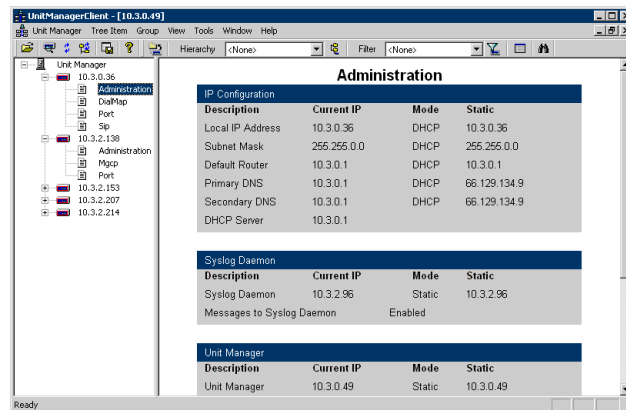 UnitManagerClient - [10.3.0.49]
Unit Manager Tree Item Group View Tools Window Help
Hierarchy <None> Filter <None>
Unit Manager
10.3.0.36
Administration
DialMap
Port
Sip
10.3.2.138
Administration
Mgcp
Port
10.3.2.153
10.3.2.207
10.3.2.214
Administration
IP Configuration
Description Current IP Mode Static
Local IP Address 10.3.0.36 DHCP 10.3.0.36
Subnet Mask 255.255.0.0 DHCP 255.255.0.0
Default Router 10.3.0.1 DHCP 10.3.0.1
Primary DNS 10.3.0.1 DHCP 66.129.134.9
Secondary DNS 10.3.0.1 DHCP 66.129.134.9
DHCP Server 10.3.0.1
Syslog Daemon
Description Current IP Mode Static
Syslog Daemon 10.3.2.96 Static 10.3.2.96
Messages to Syslog Daemon Enabled
Unit Manager
Description Current IP Mode Static
Unit Manager 10.3.0.49 Static 10.3.0.49
Ready